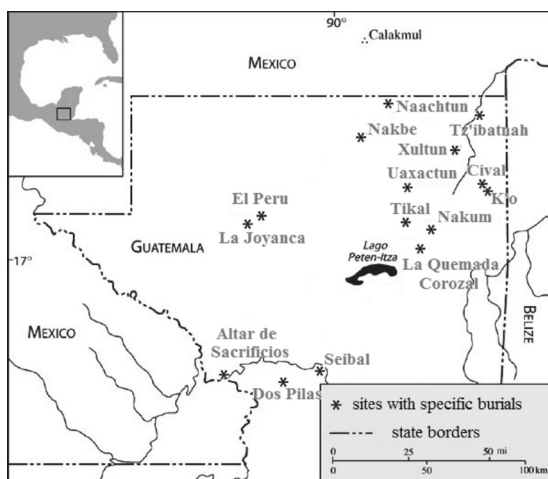 90°
Calakmul
MEXICO
Naachtun
Tz'ibatnah
Nakbe
Xultun
Cival
Uaxactun
K'o
El Peru
Tikal
Nakum
La Joyanca
GUATEMALA
Lago
Peten-Itza
La Quemada
Corozal
17°
BELIZE
MEXICO
Altar de
Sacrificios
Seibal
Dos Pilas
sites with specific burials
state borders
0 50 mi
0 50 100 km